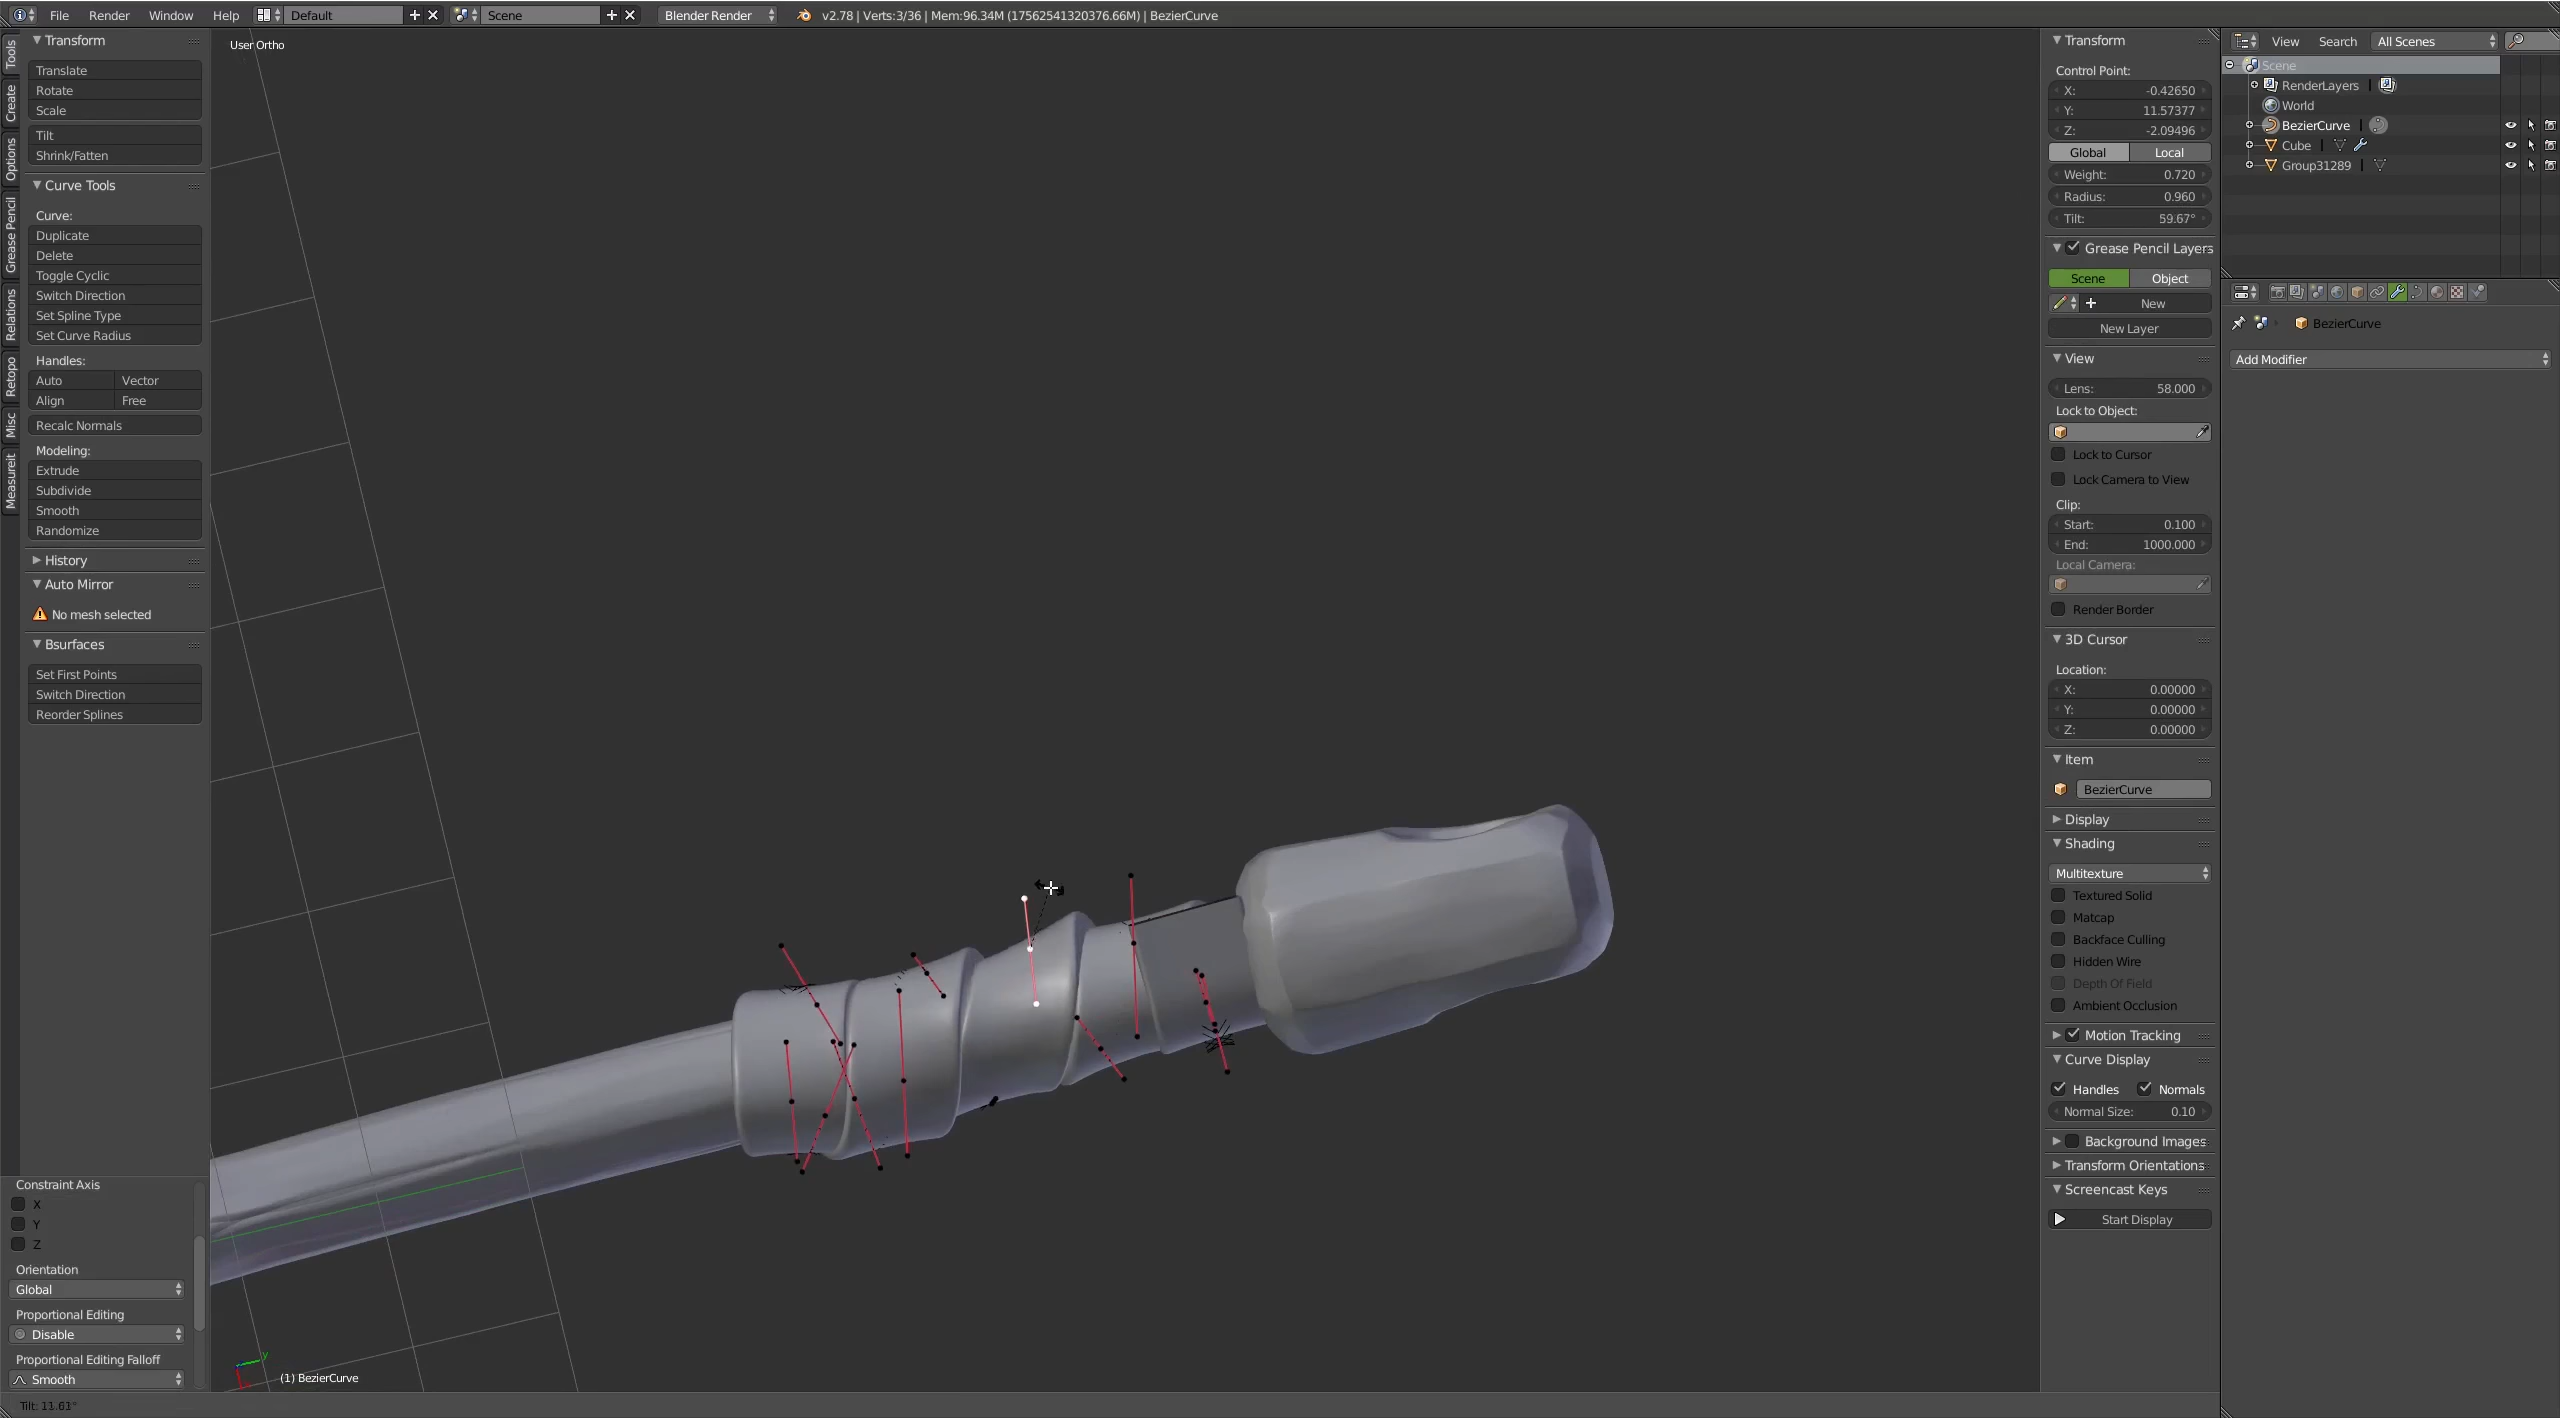 File Render Window Help Default Scene Blender Render v2.78 | Verts:3/36 | Mem:96.34M (17562541320376.66M) | BezierCurve
Tools
Create
Options
Grease Pencil
Relations
Retopo
Misc
Measureit
Transform
Translate
Rotate
Scale
Tilt
Shrink/Fatten
Curve Tools
Curve:
Duplicate
Delete
Toggle Cyclic
Switch Direction
Set Spline Type
Set Curve Radius
Handles:
Auto Vector
Align Free
Recalc Normals
Modeling:
Extrude
Subdivide
Smooth
Randomize
History
Auto Mirror
No mesh selected
Bsurfaces
Set First Points
Switch Direction
Reorder Splines
Constraint Axis
X
Y
Z
Orientation
Global
Proportional Editing
Disable
Proportional Editing Falloff
Smooth
Tilt: 11.61°
User Ortho
y
(1) BezierCurve
Transform
Control Point:
X: -0.42650
Y: 11.57377
Z: -2.09496
Global Local
Weight: 0.720
Radius: 0.960
Tilt: 59.67°
Grease Pencil Layers
Scene Object
New
New Layer
View
Lens: 58.000
Lock to Object:
Lock to Cursor
Lock Camera to View
Clip:
Start: 0.100
End: 1000.000
Local Camera:
Render Border
3D Cursor
Location:
X: 0.00000
Y: 0.00000
Z: 0.00000
Item
BezierCurve
Display
Shading
Multitexture
Textured Solid
Matcap
Backface Culling
Hidden Wire
Depth Of Field
Ambient Occlusion
Motion Tracking
Curve Display
Handles Normals
Normal Size: 0.10
Background Images
Transform Orientations
Screencast Keys
Start Display
View Search All Scenes
Scene
RenderLayers
World
BezierCurve
Cube
Group31289
BezierCurve
Add Modifier